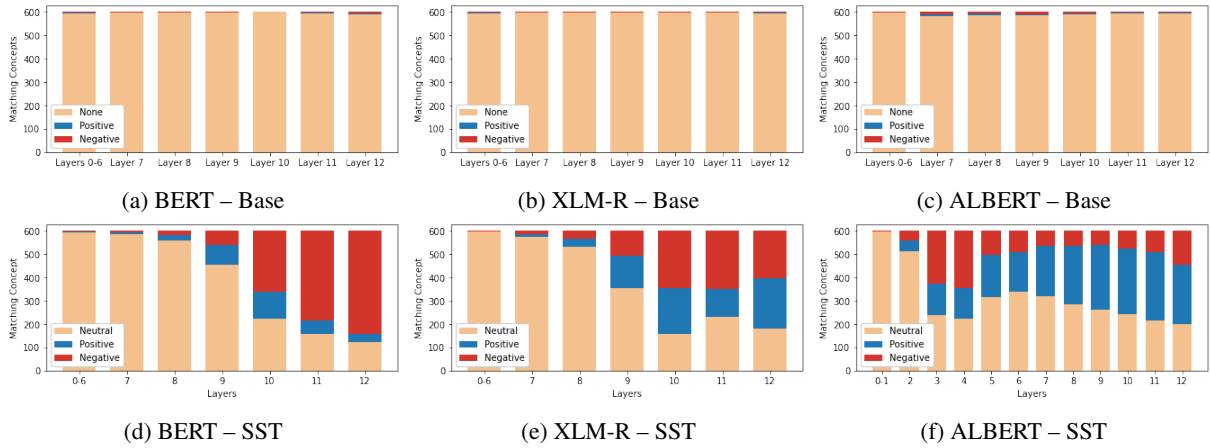 600
500
400
300
200
100
0
Matching Concepts
None
Positive
Negative
Layers 0-6 Layer 7 Layer 8 Layer 9 Layer 10 Layer 11 Layer 12
(a) BERT – Base
600
500
400
300
200
100
0
Matching Concepts
None
Positive
Negative
Layers 0-6 Layer 7 Layer 8 Layer 9 Layer 10 Layer 11 Layer 12
(b) XLM-R – Base
600
500
400
300
200
100
0
Matching Concepts
None
Positive
Negative
Layers 0-6 Layer 7 Layer 8 Layer 9 Layer 10 Layer 11 Layer 12
(c) ALBERT – Base
600
500
400
300
200
100
0
Matching Concept
Neutral
Positive
Negative
0-6 7 8 9 10 11 12
Layers
(d) BERT – SST
600
500
400
300
200
100
0
Matching Concept
Neutral
Positive
Negative
0-6 7 8 9 10 11 12
Layers
(e) XLM-R – SST
600
500
400
300
200
100
0
Matching Concept
Neutral
Positive
Negative
0-1 2 3 4 5 6 7 8 9 10 11 12
Layers
(f) ALBERT – SST